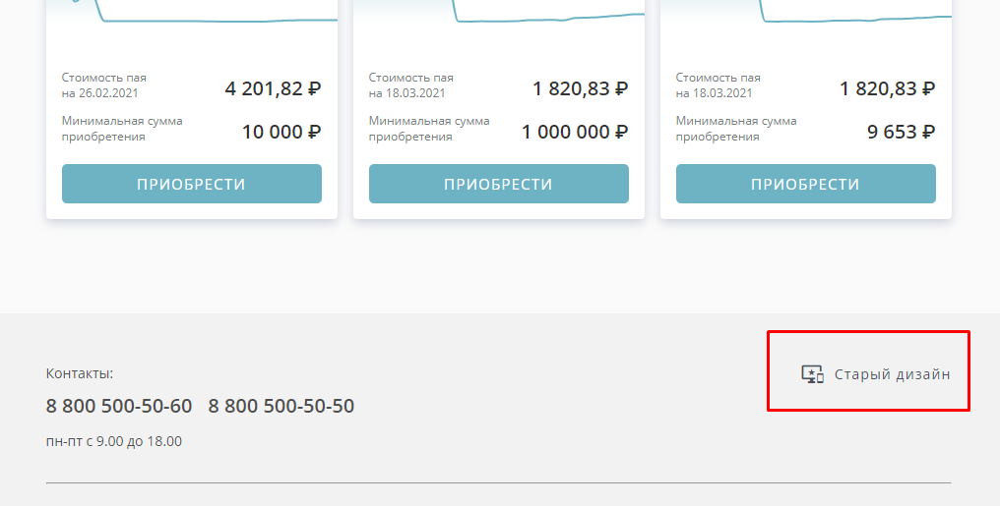 Стоимость пая
на 26.02.2021
4 201,82 ₽
Минимальная сумма
приобретения
10 000 ₽
ПРИОБРЕСТИ
Стоимость пая
на 18.03.2021
1 820,83 ₽
Минимальная сумма
приобретения
1 000 000 ₽
ПРИОБРЕСТИ
Стоимость пая
на 18.03.2021
1 820,83 ₽
Минимальная сумма
приобретения
9 653 ₽
ПРИОБРЕСТИ
Контакты:
8 800 500-50-60 8 800 500-50-50
пн-пт с 9.00 до 18.00
Старый дизайн